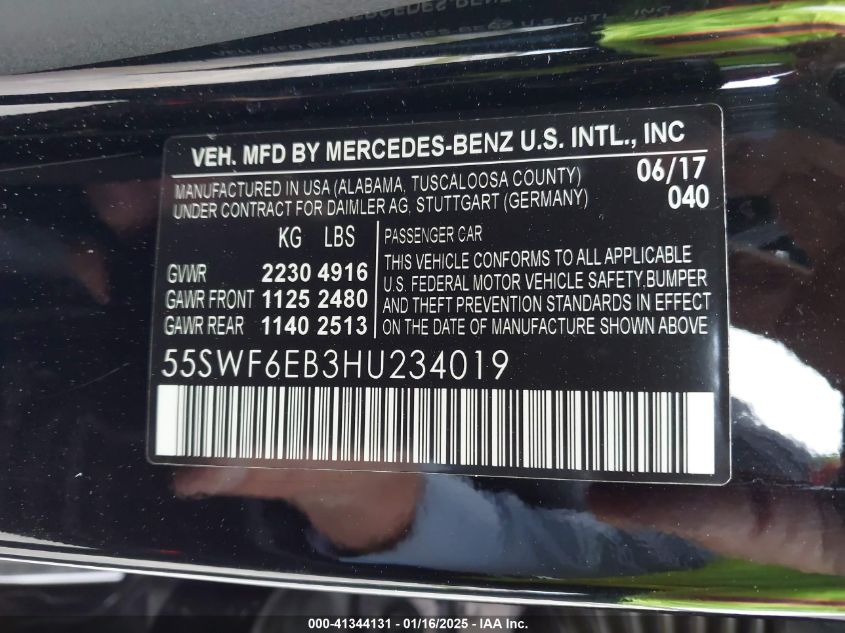 VEH. MFD BY MERCEDES-BENZ U.S. INTL., INC
MANUFACTURED IN USA (ALABAMA, TUSCALOOSA COUNTY) 06/17
UNDER CONTRACT FOR DAIMLER AG, STUTTGART (GERMANY) 040
KG LBS
GVWR 2230 4916
GAWR FRONT 1125 2480
GAWR REAR 1140 2513
PASSENGER CAR
THIS VEHICLE CONFORMS TO ALL APPLICABLE
U.S. FEDERAL MOTOR VEHICLE SAFETY,BUMPER
AND THEFT PREVENTION STANDARDS IN EFFECT
ON THE DATE OF MANUFACTURE SHOWN ABOVE
55SWF6EB3HU234019
000-41344131 - 01/16/2025 - IAAI.COM